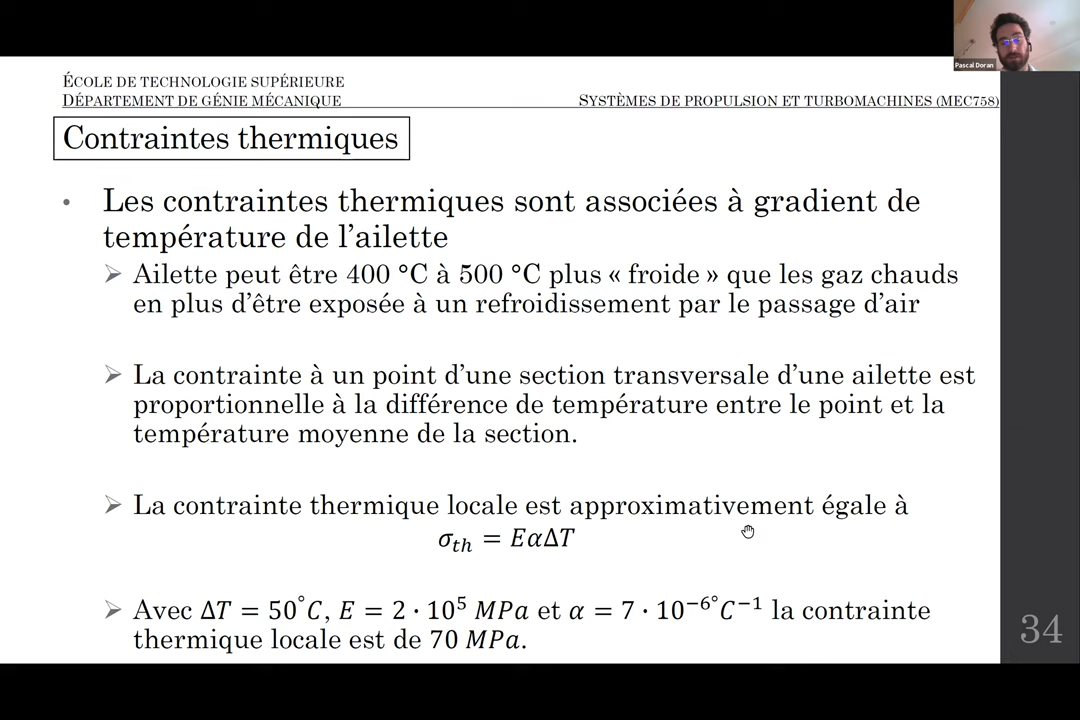 Pascal Doran
ÉCOLE DE TECHNOLOGIE SUPÉRIEURE
DÉPARTEMENT DE GÉNIE MÉCANIQUE
SYSTÈMES DE PROPULSION ET TURBOMACHINES (MEC758)
Contraintes thermiques
• Les contraintes thermiques sont associées à gradient de
température de l’ailette
➢ Ailette peut être 400 °C à 500 °C plus « froide » que les gaz chauds
en plus d’être exposée à un refroidissement par le passage d’air
➢ La contrainte à un point d’une section transversale d’une ailette est
proportionnelle à la différence de température entre le point et la
température moyenne de la section.
➢ La contrainte thermique locale est approximativement égale à
σ_th = EαΔT
➢ Avec ΔT = 50°C, E = 2 · 10⁵ MPa et α = 7 · 10⁻⁶°C⁻¹ la contrainte
thermique locale est de 70 MPa.
34